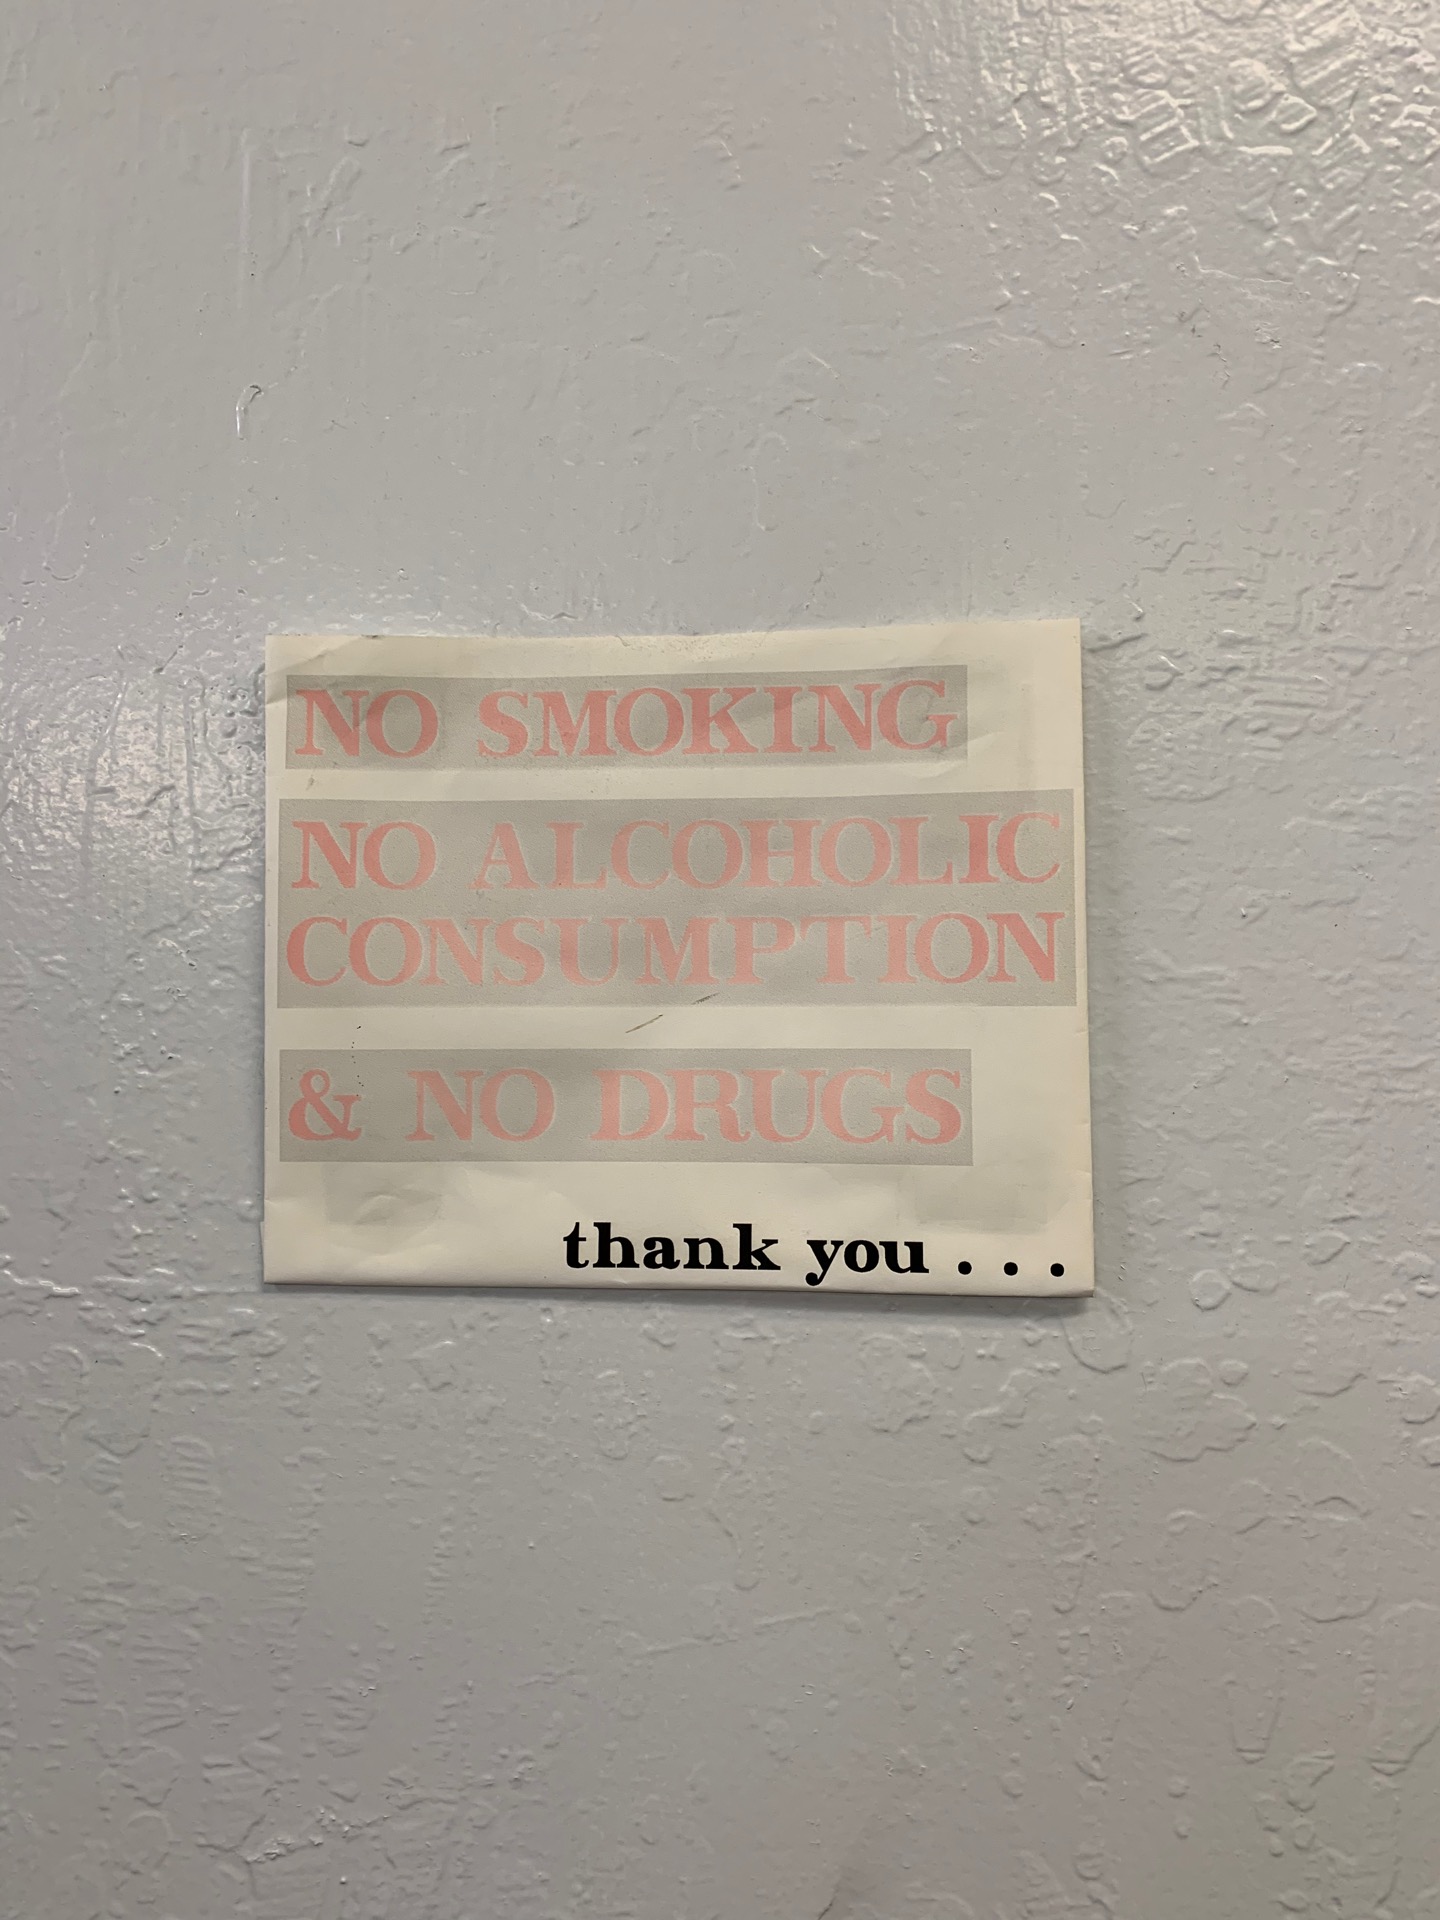 NO SMOKING
NO ALCOHOLIC
CONSUMPTION
& NO DRUGS
thank you . . .